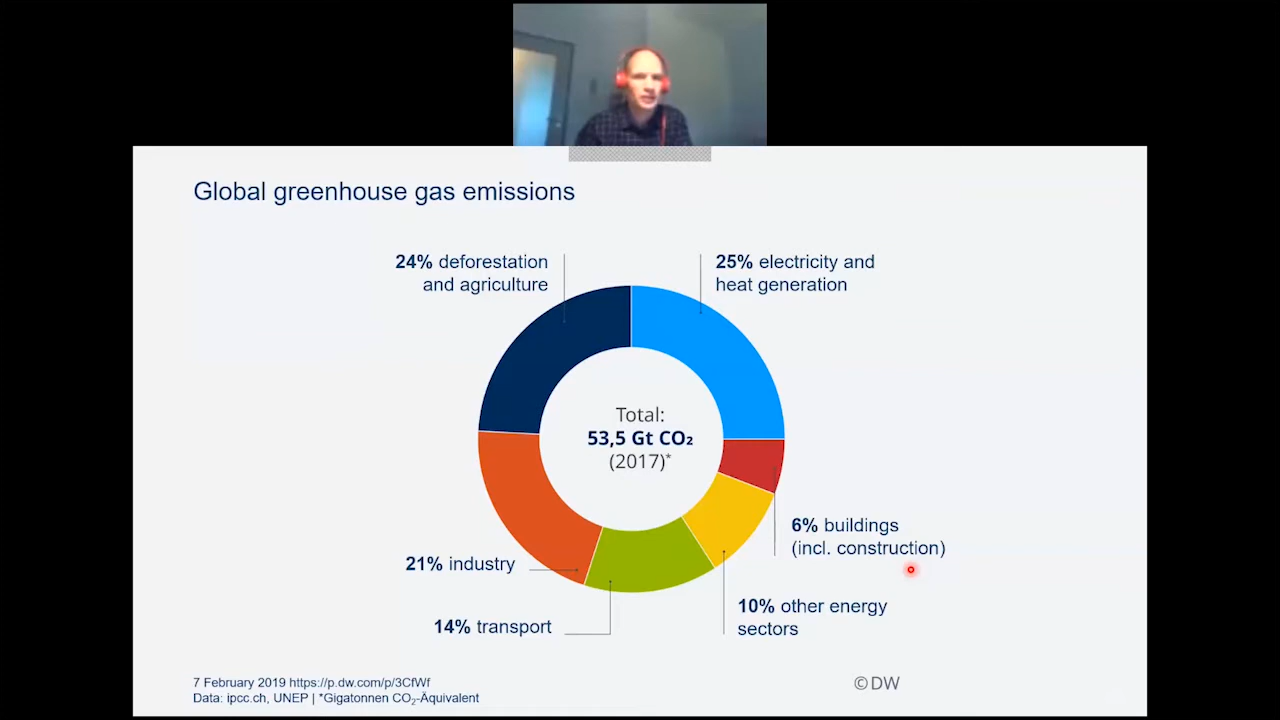 Global greenhouse gas emissions
24% deforestation
and agriculture
25% electricity and
heat generation
Total:
53,5 Gt CO₂
(2017)*
6% buildings
(incl. construction)
21% industry
10% other energy
sectors
14% transport
7 February 2019 https://p.dw.com/p/3CfWf
Data: ipcc.ch, UNEP | *Gigatonnen CO₂-Äquivalent
©DW